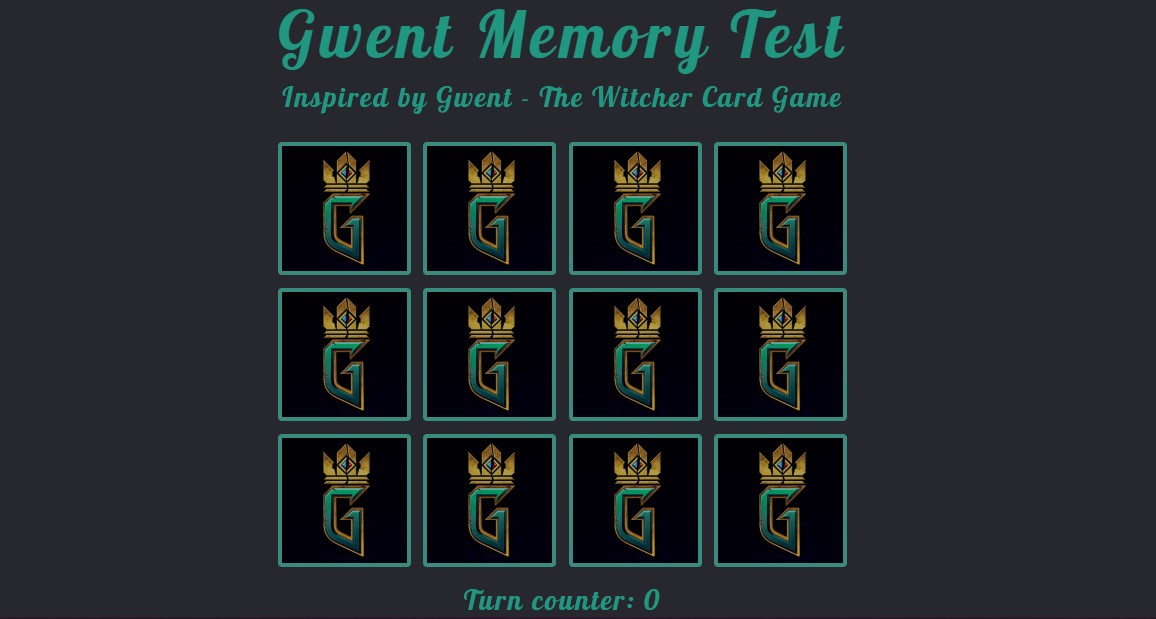 Gwent Memory Test
Inspired by Gwent - The Witcher Card Game
G G G G
G G G G
G G G G
Turn counter: 0